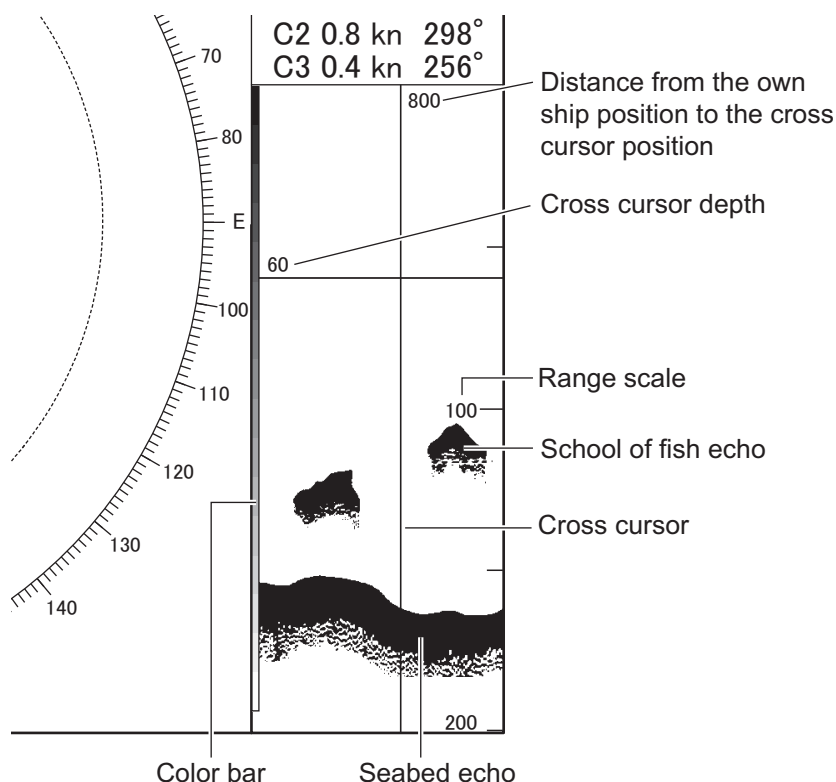 C2 0.8 kn 298°
C3 0.4 kn 256°
70
80
E
100
110
120
130
140
800
60
100
200
Distance from the own
ship position to the cross
cursor position
Cross cursor depth
Range scale
School of fish echo
Cross cursor
Color bar
Seabed echo